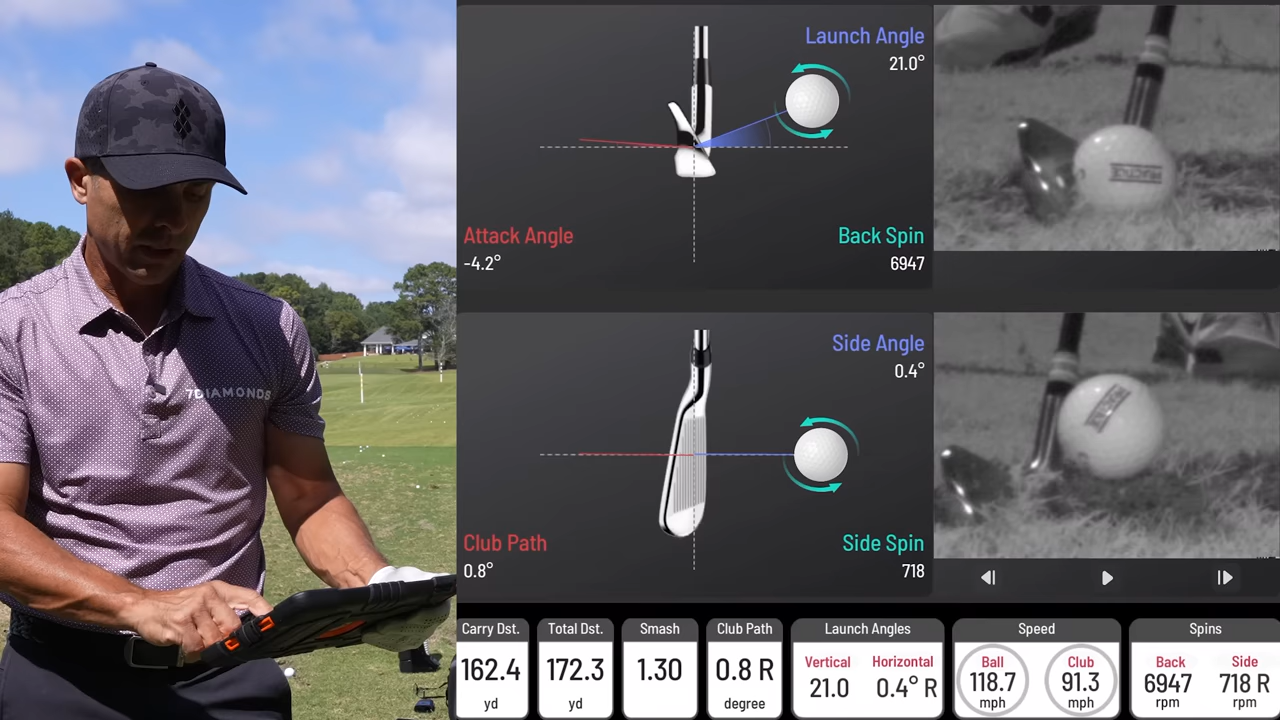 7DIAMONDS
Launch Angle
21.0°
Attack Angle
-4.2°
Back Spin
6947
Side Angle
0.4°
Club Path
0.8°
Side Spin
718
Carry Dst.
162.4
yd
Total Dst.
172.3
yd
Smash
1.30
Club Path
0.8 R
degree
Launch Angles
Vertical
21.0
Horizontal
0.4° R
Speed
Ball
118.7
mph
Club
91.3
mph
Spins
Back
6947
rpm
Side
718 R
rpm